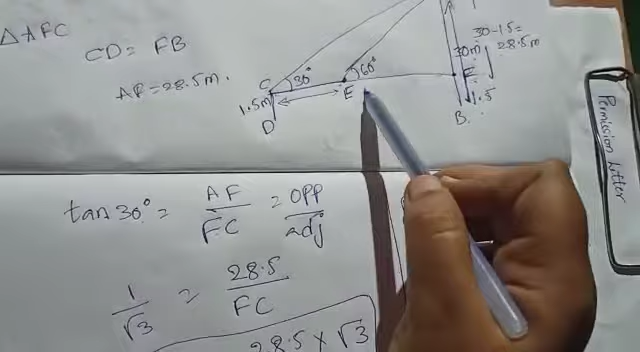 △AFC
CD = FB
AF = 28.5m.
C 30° 60° E F
1.5m
D
30m
30-1.5=
28.5m
1.5
B.
tan 30° = AF/FC = opp/adj
1/√3 = 28.5/FC
28.5 × √3
Permission letter